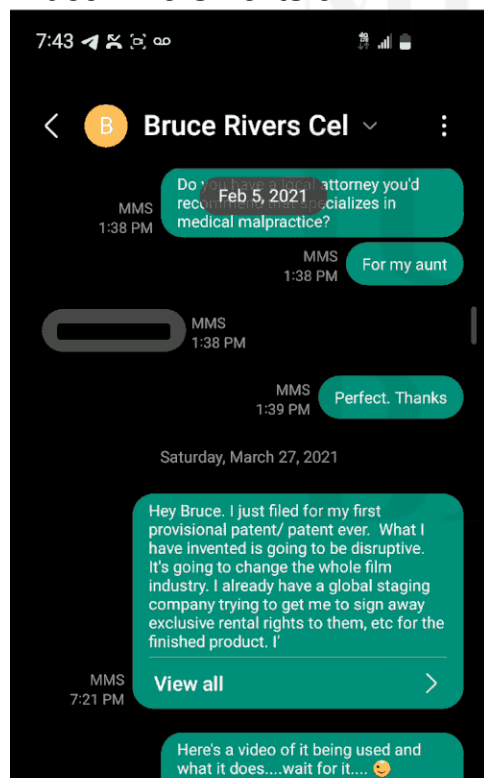 7:43
B Bruce Rivers Cel
Feb 5, 2021
Do you have a local attorney you'd
recommend that specializes in
medical malpractice?
MMS
1:38 PM
For my aunt
MMS
1:38 PM
MMS
1:38 PM
Perfect. Thanks
MMS
1:39 PM
Saturday, March 27, 2021
Hey Bruce. I just filed for my first
provisional patent/ patent ever. What I
have invented is going to be disruptive.
It's going to change the whole film
industry. I already have a global staging
company trying to get me to sign away
exclusive rental rights to them, etc for the
finished product. I'
View all
MMS
7:21 PM
Here's a video of it being used and
what it does....wait for it....